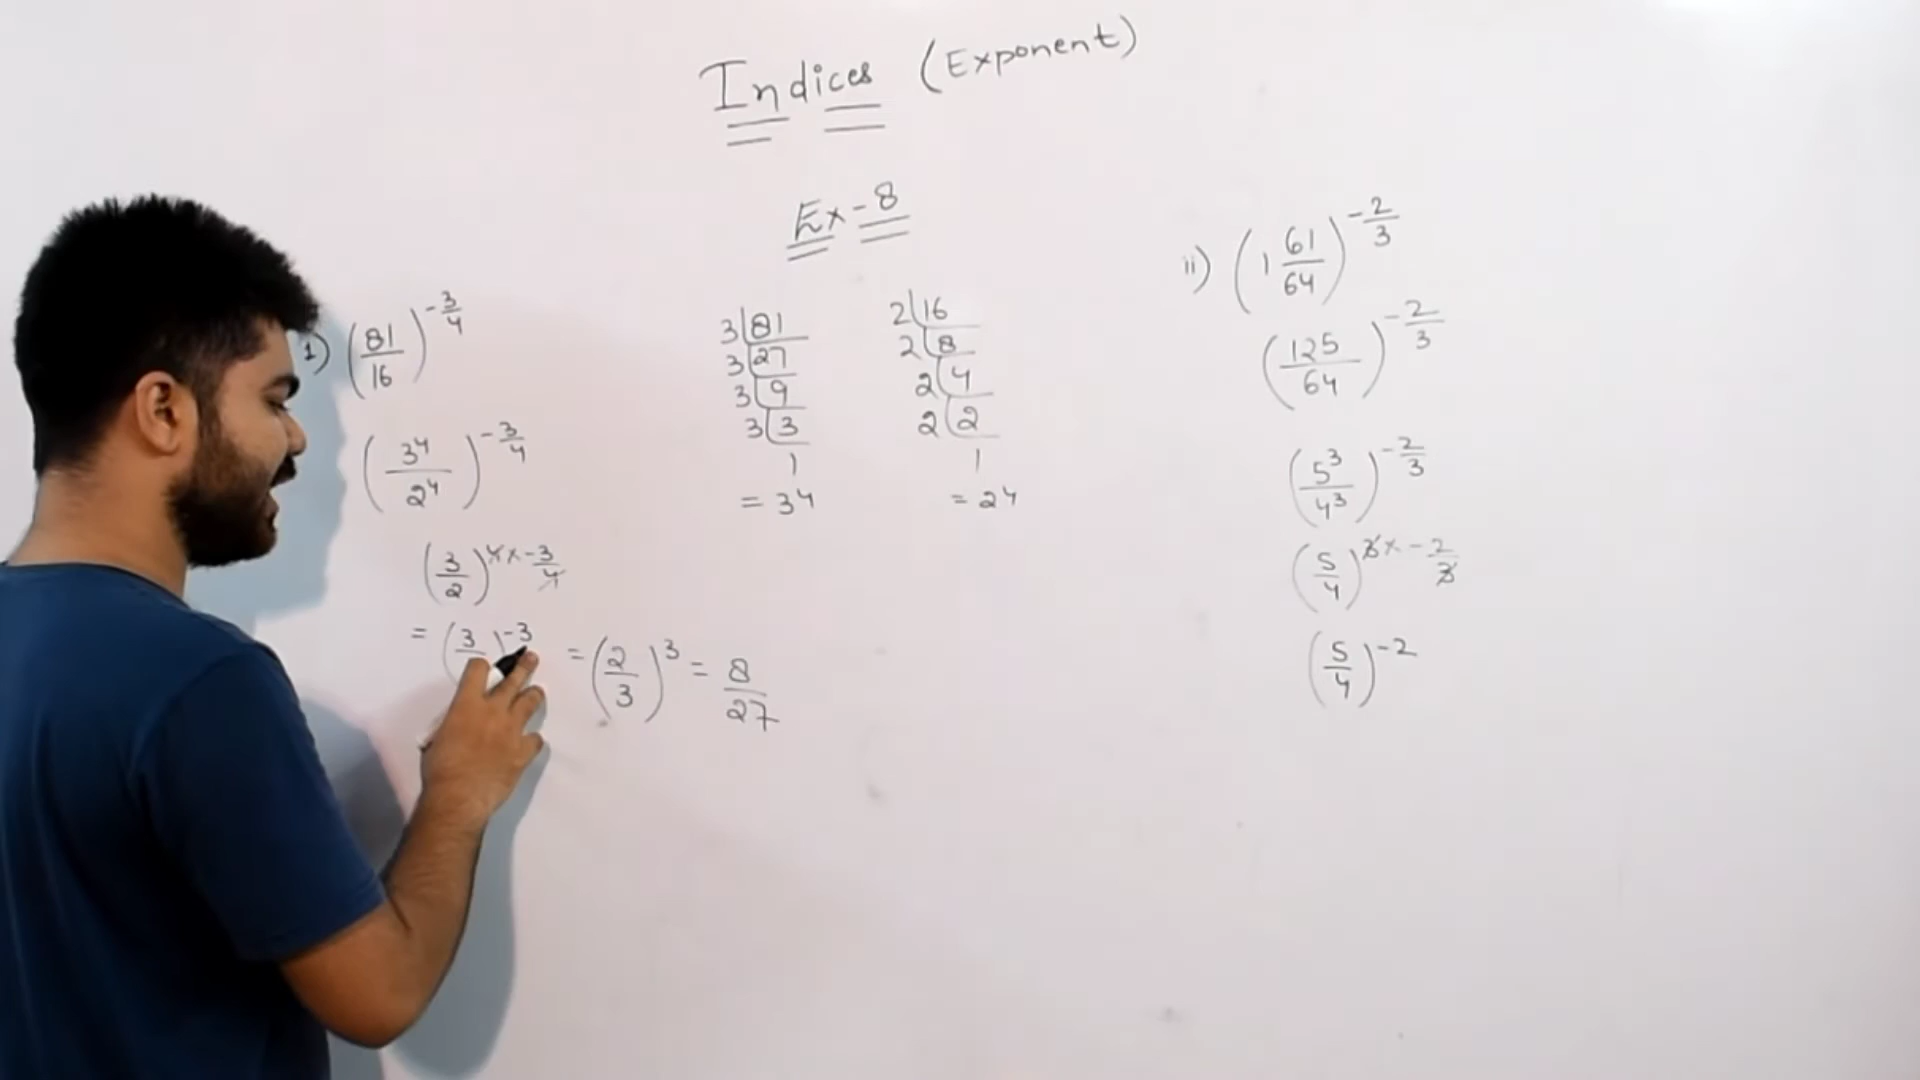 Indices (Exponent)
Ex-8
1) (81/16)^-3/4
(3^4/2^4)^-3/4
(3/2)^4x-3/4
= (3/ )^-3 = (2/3)^3 = 8/27
3|81
3|27
3|9
3|3
1
= 3^4
2|16
2|8
2|4
2|2
1
= 2^4
ii) (1 61/64)^-2/3
(125/64)^-2/3
(5^3/4^3)^-2/3
(5/4)^3x-2/3
(5/4)^-2